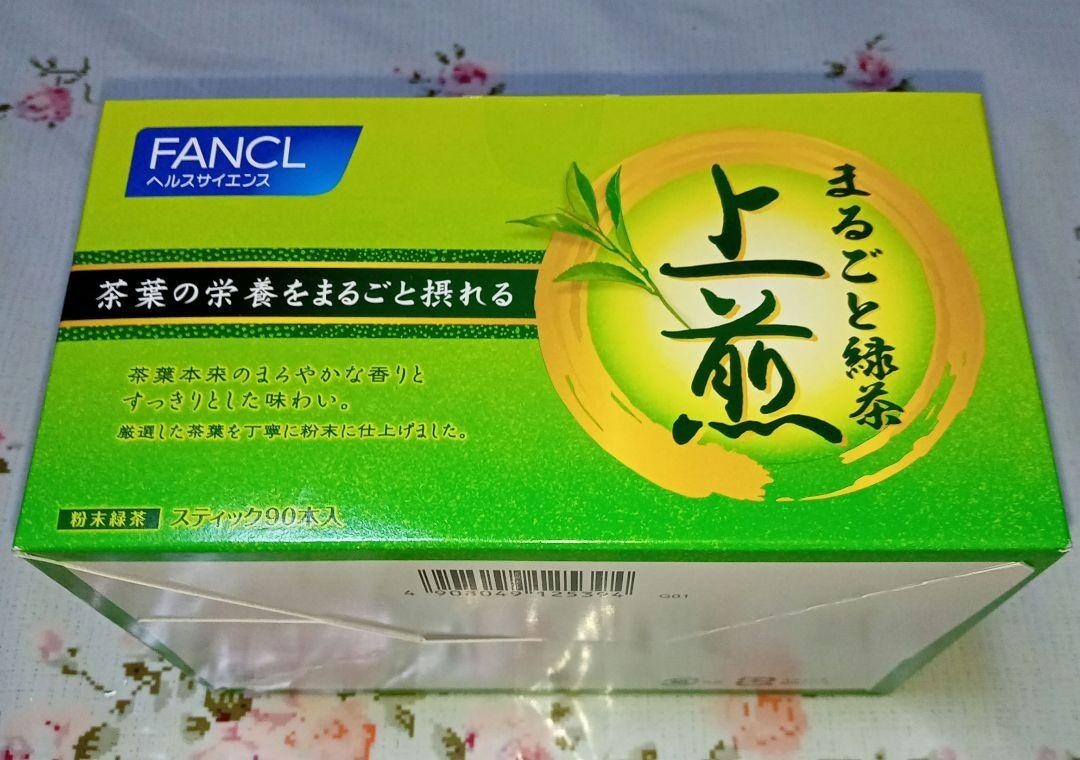 FANCL
ヘルスサイエンス
まるごと緑茶
上煎
茶葉の栄養をまるごと摂れる
茶葉本来のまろやかな香りと
すっきりとした味わい。
厳選した茶葉を丁寧に粉末に仕上げました。
粉末緑茶 スティック90本入
4 908049 125394
G01